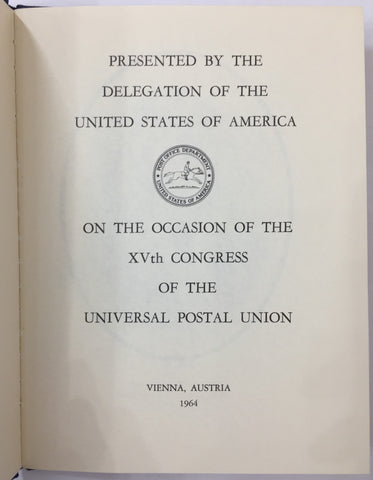 PRESENTED BY THE
DELEGATION OF THE
UNITED STATES OF AMERICA
POST OFFICE DEPARTMENT
UNITED STATES OF AMERICA
ON THE OCCASION OF THE
XVth CONGRESS
OF THE
UNIVERSAL POSTAL UNION
VIENNA, AUSTRIA
1964